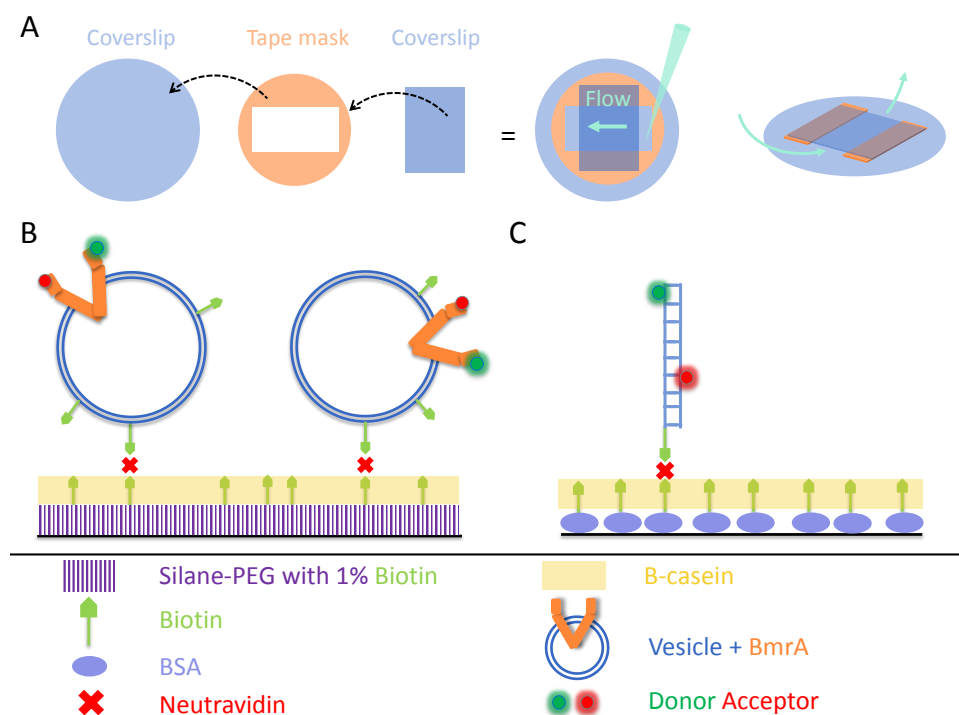 A
Coverslip
Tape mask
Coverslip
Flow
=
B
C
Silane-PEG with 1% Biotin
Biotin
BSA
Neutravidin
B-casein
Vesicle + BmrA
Donor Acceptor